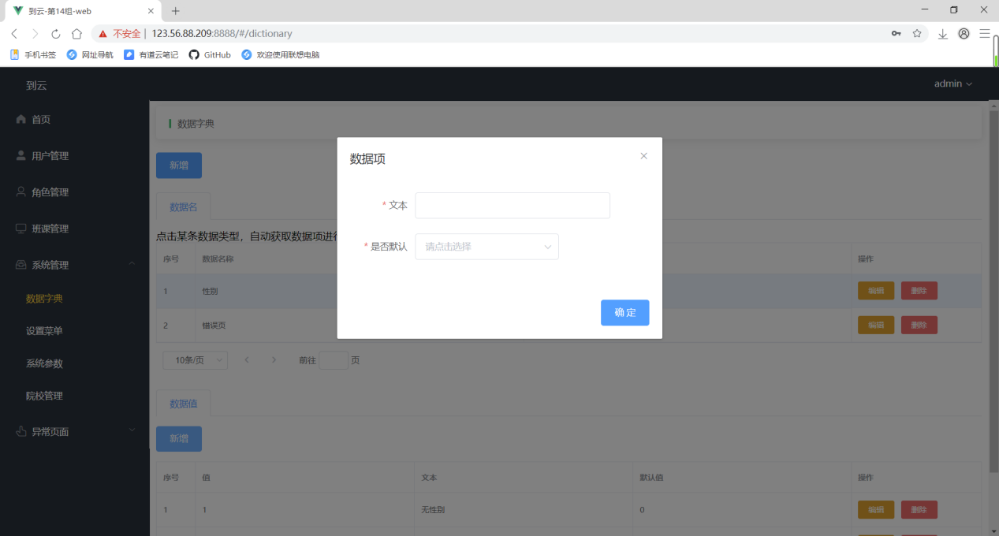 到云-第14组-web
不安全 | 123.56.88.209:8888/#/dictionary
手机书签 网址导航 有道云笔记 GitHub 欢迎使用联想电脑
到云
admin
首页
用户管理
角色管理
班课管理
系统管理
数据字典
设置菜单
系统参数
院校管理
异常页面
数据字典
新增
数据名
点击某条数据类型，自动获取数据项进行
序号 数据名称 操作
1 性别 编辑 删除
2 错误页 编辑 删除
10条/页 前往 页
数据项
* 文本
* 是否默认 请点击选择
确 定
数据值
新增
序号 值 文本 默认值 操作
1 1 无性别 0 编辑 删除